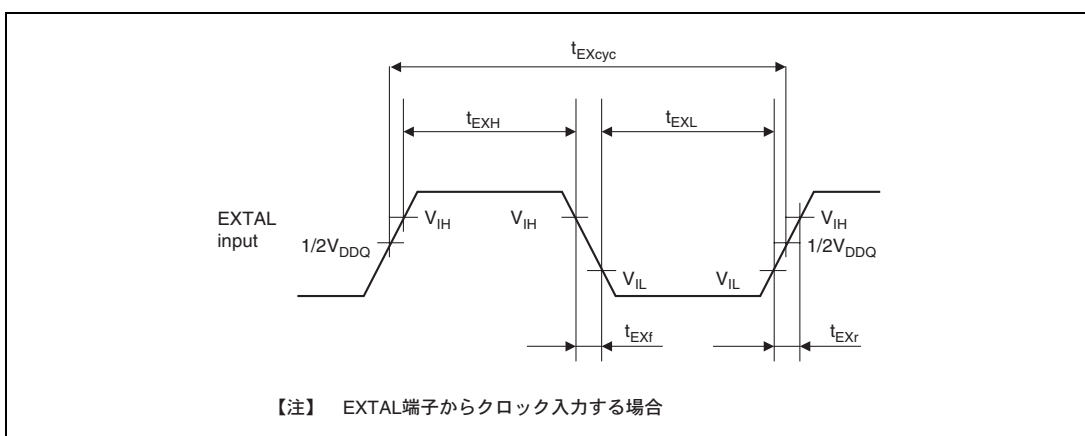 tEXcyc
tEXH tEXL
EXTAL
input
VIH VIH VIH
1/2VDDQ 1/2VDDQ
VIL VIL
tEXf tEXr
【注】 EXTAL端子からクロック入力する場合